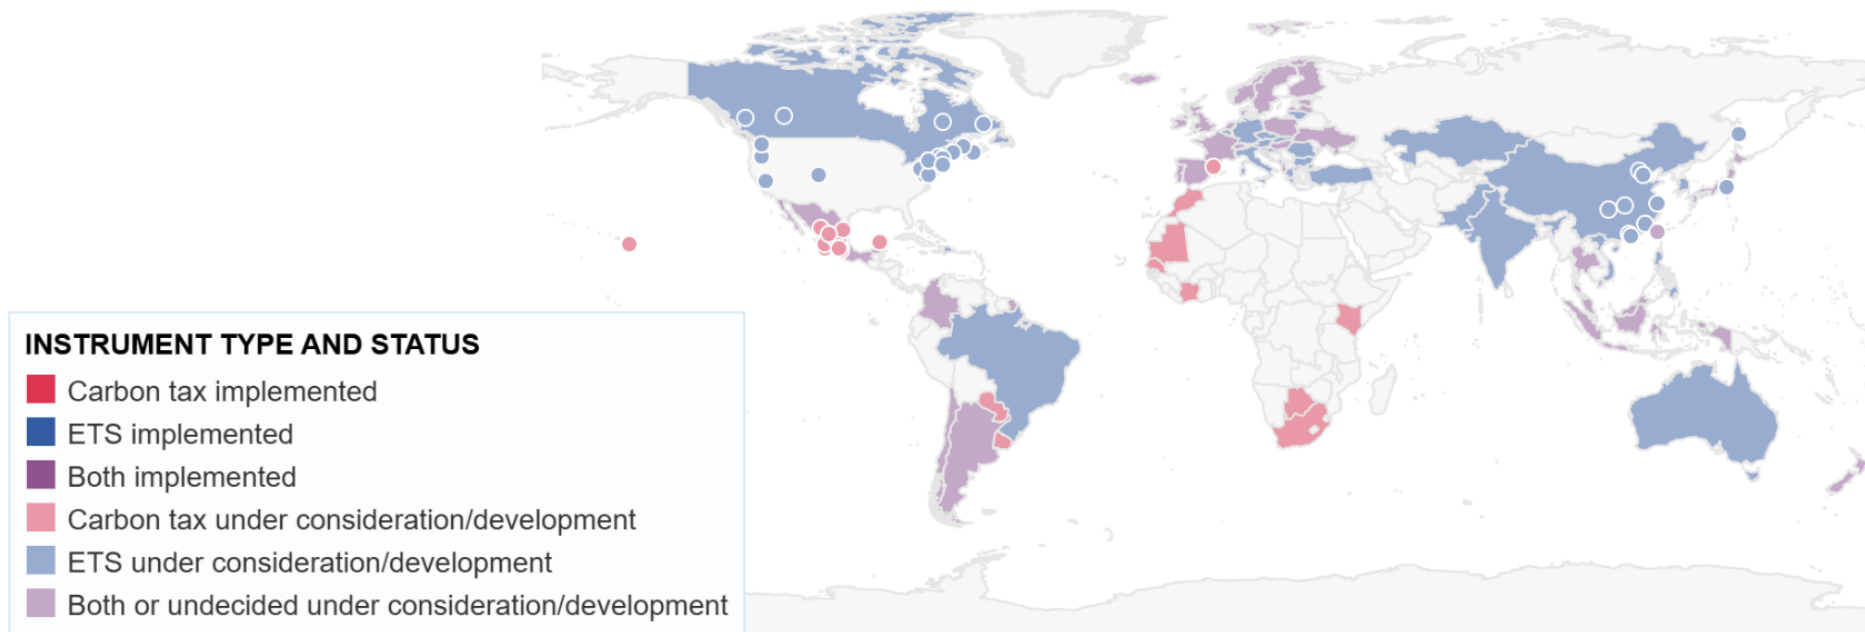 INSTRUMENT TYPE AND STATUS
Carbon tax implemented
ETS implemented
Both implemented
Carbon tax under consideration/development
ETS under consideration/development
Both or undecided under consideration/development